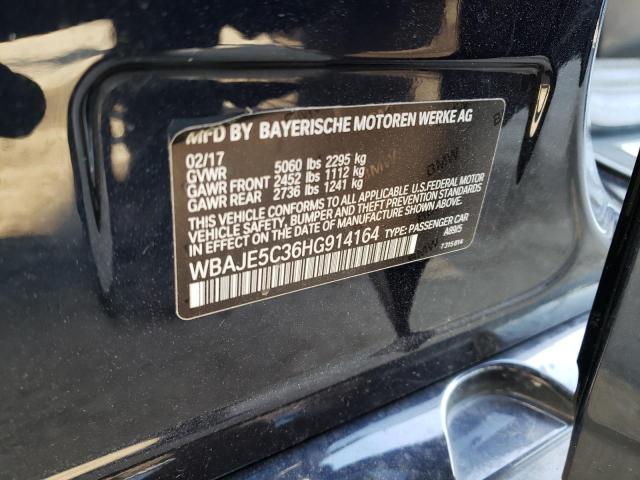 MFD BY BAYERISCHE MOTOREN WERKE AG
02/17
GVWR 5060 lbs 2295 kg
GAWR FRONT 2452 lbs 1112 kg
GAWR REAR 2736 lbs 1241 kg
THIS VEHICLE CONFORMS TO ALL APPLICABLE U.S. FEDERAL MOTOR
VEHICLE SAFETY, BUMPER AND THEFT PREVENTION STANDARDS
IN EFFECT ON THE DATE OF MANUFACTURE SHOWN ABOVE.
WBAJE5C36HG914164 TYPE: PASSENGER CAR
A89/5